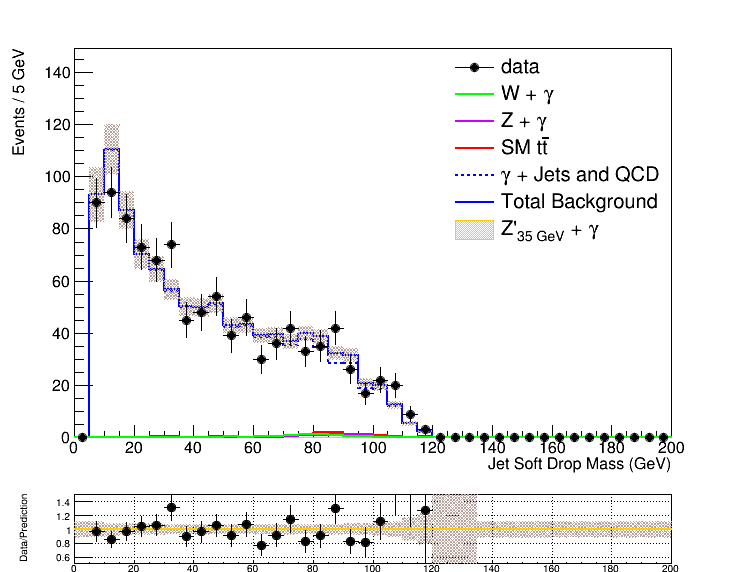 Events / 5 GeV
140
120
100
80
60
40
20
0
data
W + γ
Z + γ
SM tt̄
γ + Jets and QCD
Total Background
Z'35 GeV + γ
0 20 40 60 80 100 120 140 160 180 200
Jet Soft Drop Mass (GeV)
Data/Prediction
1.4
1.2
1
0.8
0.6
0 20 40 60 80 100 120 140 160 180 200